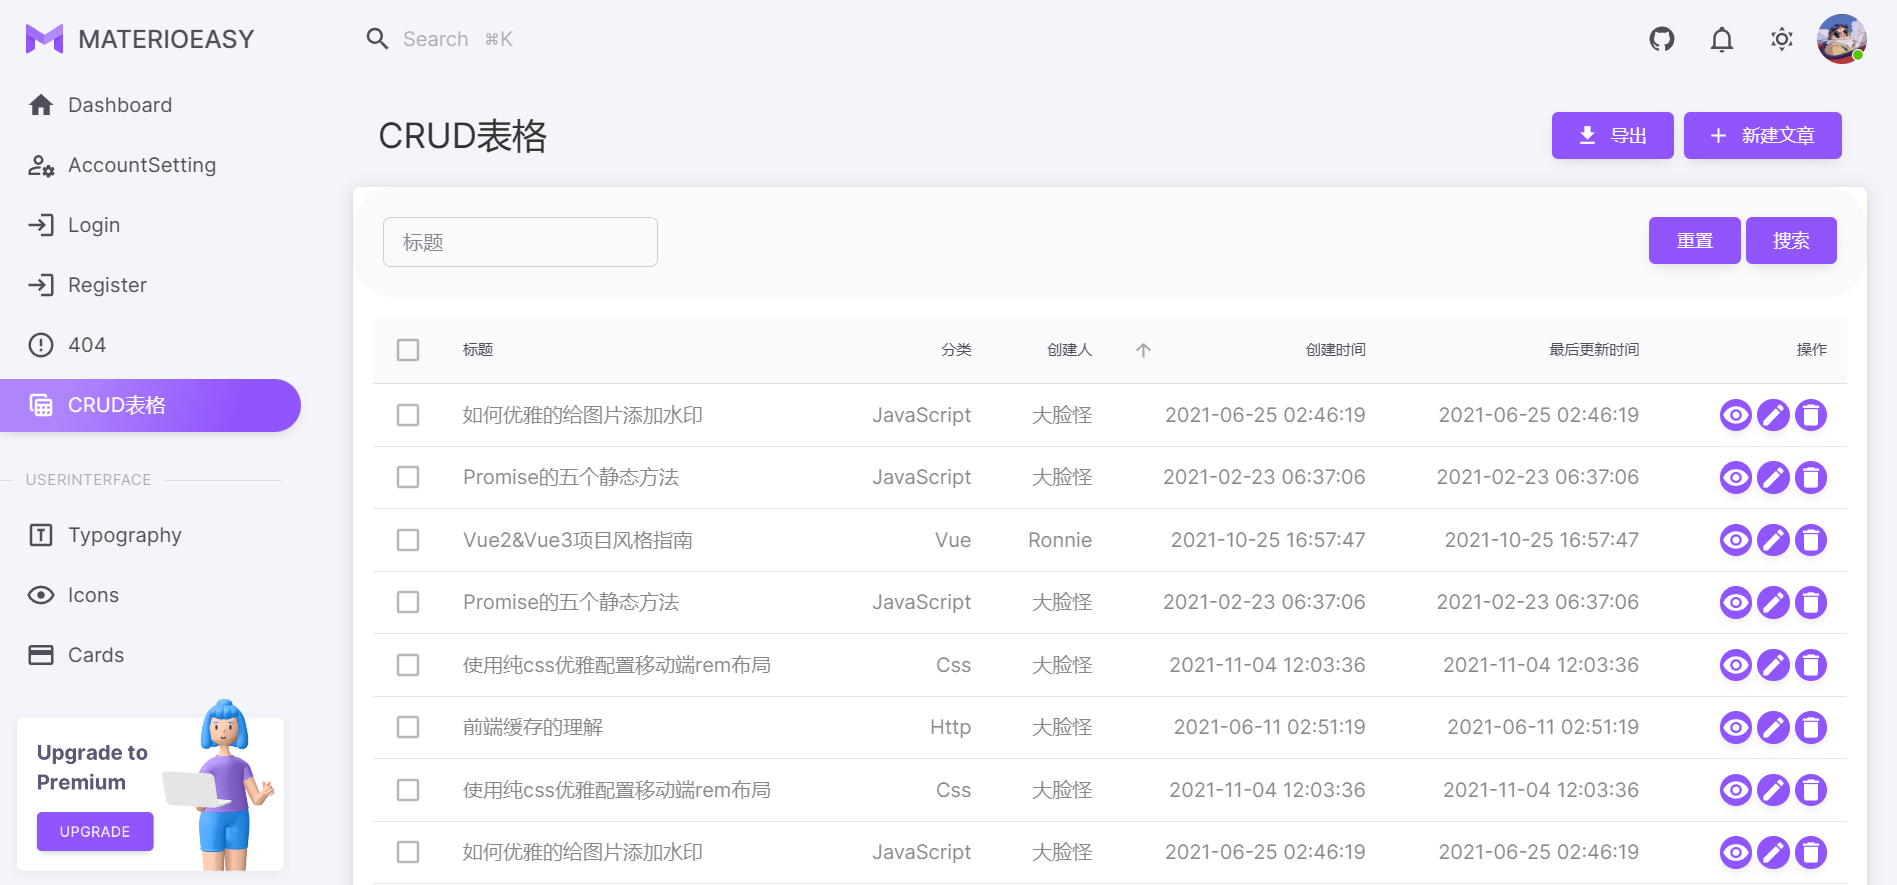 MATERIOEASY
Search ⌘K
Dashboard
AccountSetting
Login
Register
404
CRUD表格
USERINTERFACE
Typography
Icons
Cards
Upgrade to
Premium
UPGRADE
CRUD表格
导出
新建文章
标题
重置
搜索
标题 分类 创建人 创建时间 最后更新时间 操作
如何优雅的给图片添加水印 JavaScript 大脸怪 2021-06-25 02:46:19 2021-06-25 02:46:19
Promise的五个静态方法 JavaScript 大脸怪 2021-02-23 06:37:06 2021-02-23 06:37:06
Vue2&Vue3项目风格指南 Vue Ronnie 2021-10-25 16:57:47 2021-10-25 16:57:47
Promise的五个静态方法 JavaScript 大脸怪 2021-02-23 06:37:06 2021-02-23 06:37:06
使用纯css优雅配置移动端rem布局 Css 大脸怪 2021-11-04 12:03:36 2021-11-04 12:03:36
前端缓存的理解 Http 大脸怪 2021-06-11 02:51:19 2021-06-11 02:51:19
使用纯css优雅配置移动端rem布局 Css 大脸怪 2021-11-04 12:03:36 2021-11-04 12:03:36
如何优雅的给图片添加水印 JavaScript 大脸怪 2021-06-25 02:46:19 2021-06-25 02:46:19